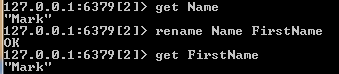 127.0.0.1:6379[2]> get Name
"Mark"
127.0.0.1:6379[2]> rename Name FirstName
OK
127.0.0.1:6379[2]> get FirstName
"Mark"